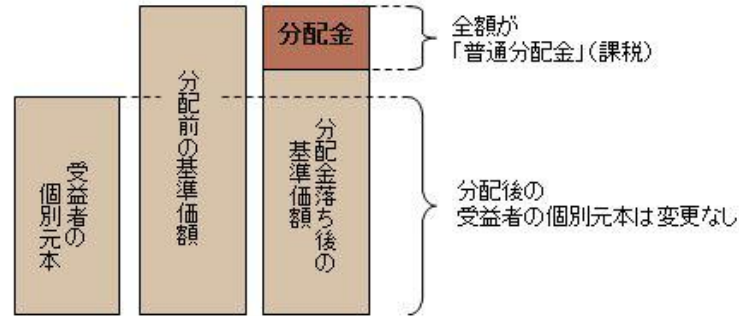 受益者の
個別元本
分配前の基準価額
分配金
分配金落ち後の
基準価額
全額が
「普通分配金」(課税)
分配後の
受益者の個別元本は変更なし